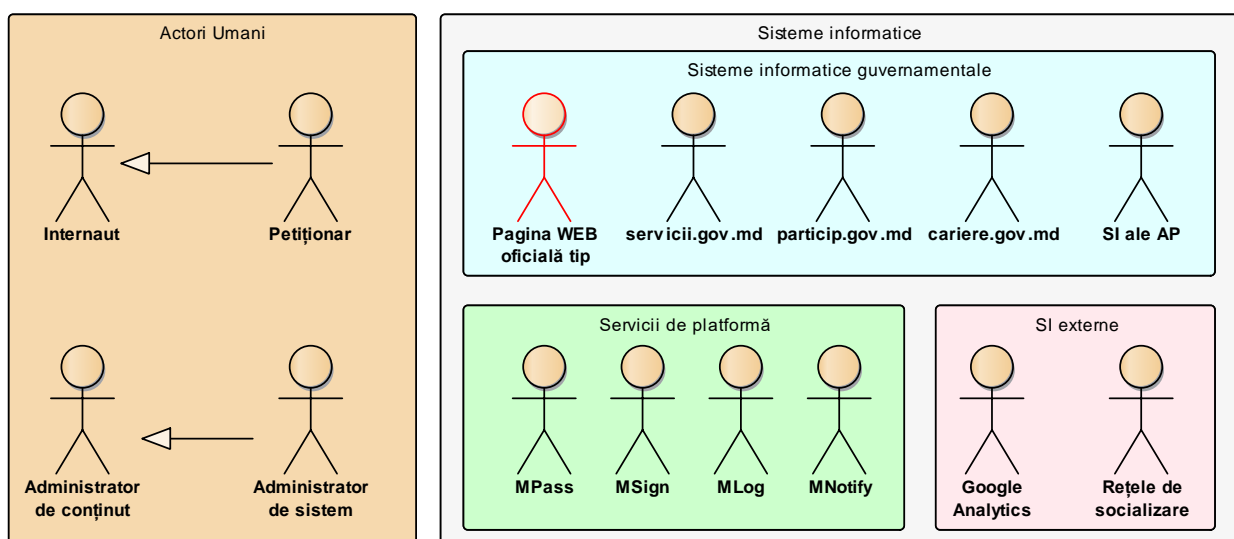 Actori Umani
Internaut
Petiționar
Administrator
de conținut
Administrator
de sistem
Sisteme informatice
Sisteme informatice guvernamentale
Pagina WEB
oficială tip
servicii.gov.md
particip.gov.md
cariere.gov.md
SI ale AP
Servicii de platformă
MPass
MSign
MLog
MNotify
SI externe
Google
Analytics
Rețele de
socializare